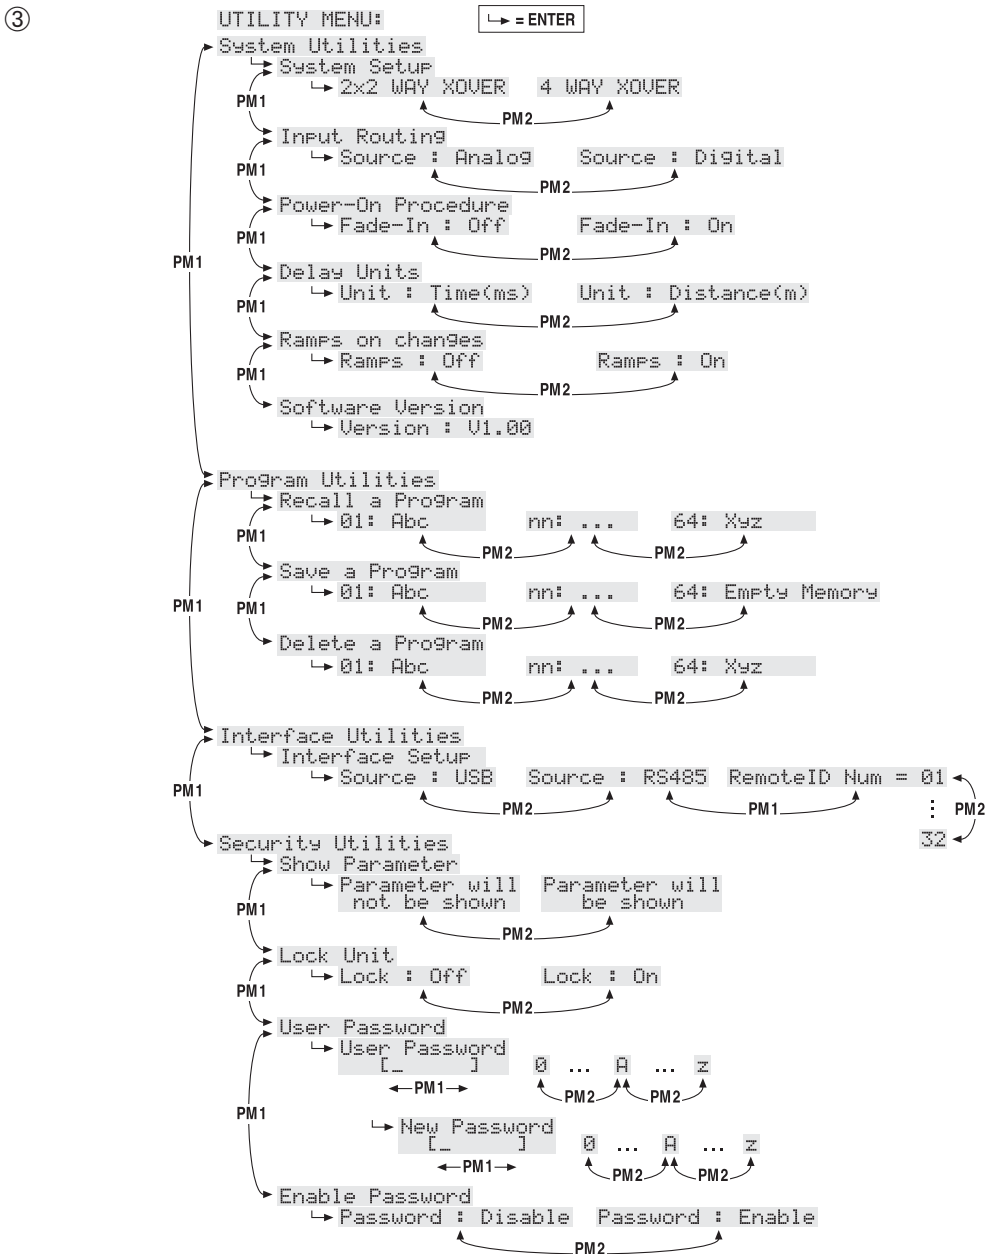 ③
UTILITY MENU:
= ENTER
System Utilities
System Setup
2x2 WAY XOVER 4 WAY XOVER
PM1
PM2
Input Routing
Source : Analog Source : Digital
PM1
PM2
Power-On Procedure
Fade-In : Off Fade-In : On
PM1
PM2
PM1
Delay Units
Unit : Time(ms) Unit : Distance(m)
PM1
PM2
Ramps on changes
Ramps : Off Ramps : On
PM1
PM2
Software Version
Version : V1.00
Program Utilities
Recall a Program
01: Abc nn: ... 64: Xyz
PM1
PM2 PM2
Save a Program
01: Abc nn: ... 64: Empty Memory
PM1 PM1
PM2 PM2
Delete a Program
01: Abc nn: ... 64: Xyz
PM2 PM2
Interface Utilities
Interface Setup
Source : USB Source : RS485 RemoteID Num = 01
PM1
PM2 PM1 PM2
32
Security Utilities
Show Parameter
Parameter will Parameter will
not be shown be shown
PM1
PM2
Lock Unit
Lock : Off Lock : On
PM1
PM2
User Password
User Password
[_ ] 0 ... A ... z
PM1 PM2 PM2
PM1
New Password
[_ ] 0 ... A ... z
PM1 PM2 PM2
Enable Password
Password : Disable Password : Enable
PM2